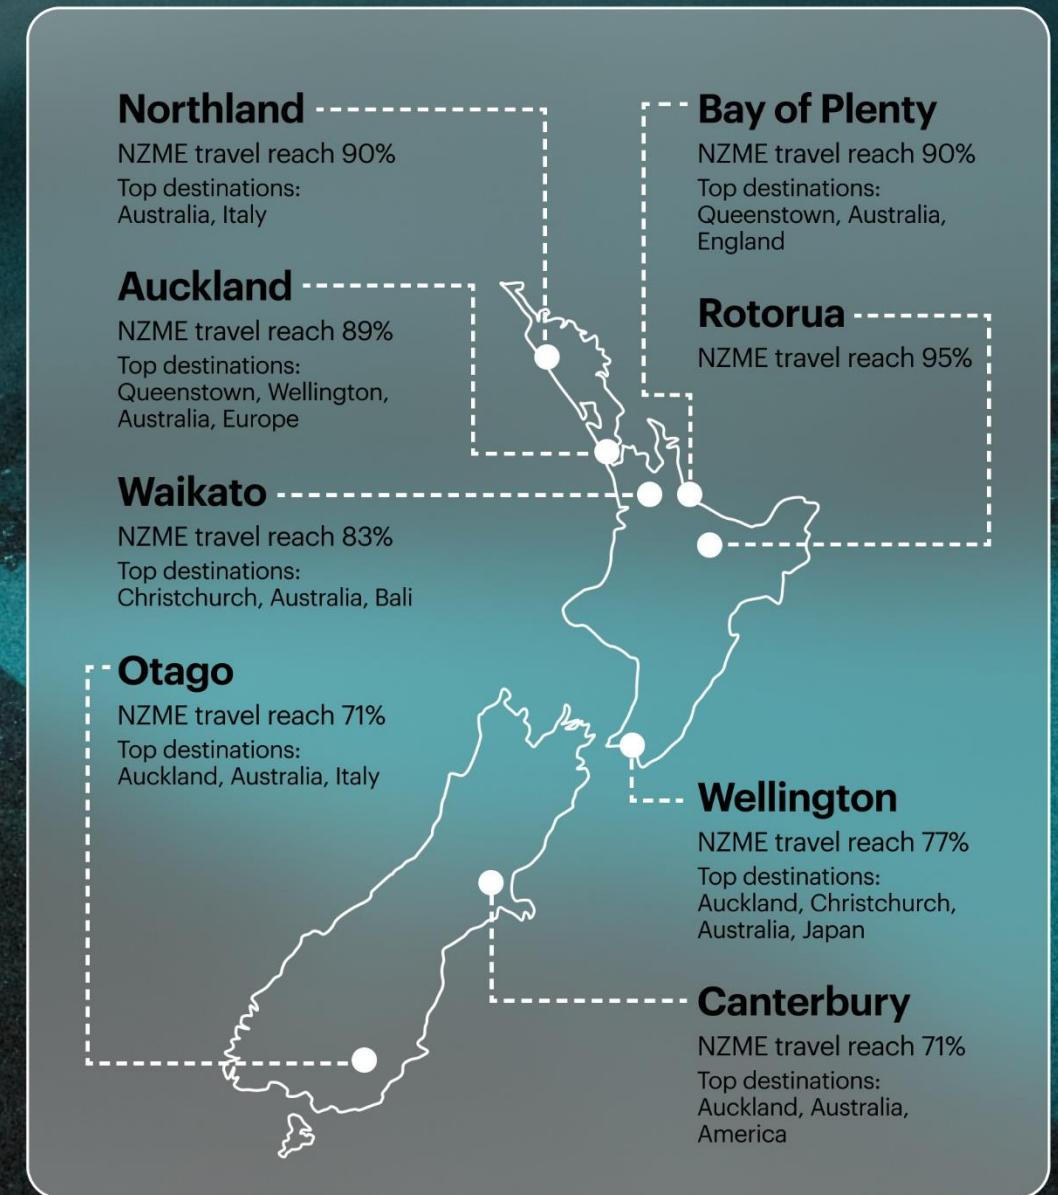 Northland
NZME travel reach 90%
Top destinations:
Australia, Italy
Auckland
NZME travel reach 89%
Top destinations:
Queenstown, Wellington,
Australia, Europe
Waikato
NZME travel reach 83%
Top destinations:
Christchurch, Australia, Bali
Otago
NZME travel reach 71%
Top destinations:
Auckland, Australia, Italy
Bay of Plenty
NZME travel reach 90%
Top destinations:
Queenstown, Australia,
England
Rotorua
NZME travel reach 95%
Wellington
NZME travel reach 77%
Top destinations:
Auckland, Christchurch,
Australia, Japan
Canterbury
NZME travel reach 71%
Top destinations:
Auckland, Australia,
America